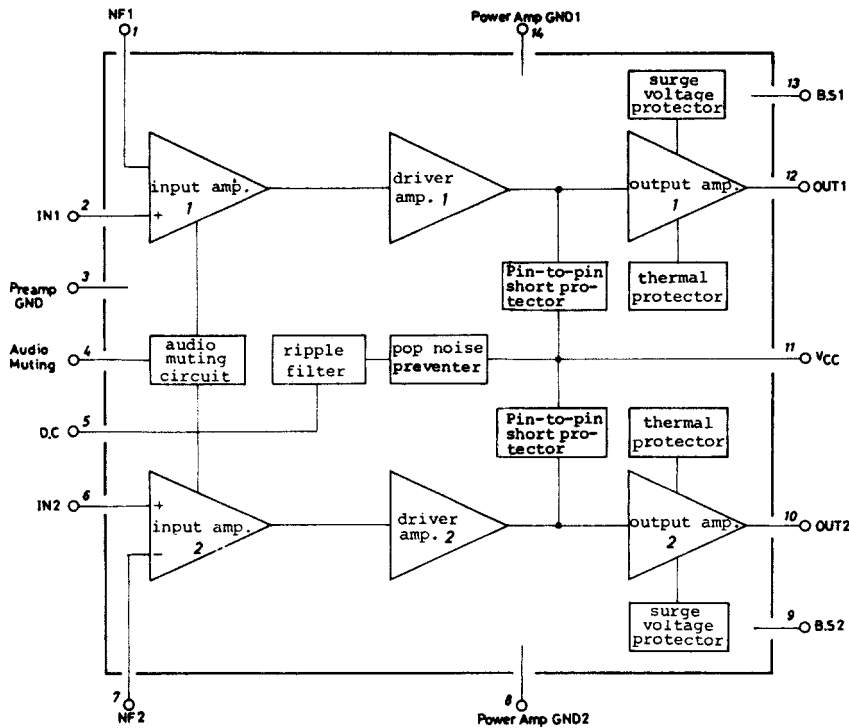 NF1
1
Power Amp GND1
14
surge
voltage
protector
13
B.S1
input amp.
1
driver
amp. 1
output amp.
1
12
OUT1
2
IN1
+
Pin-to-pin
short pro-
tector
thermal
protector
3
Preamp
GND
Audio
Muting
4
audio
muting
circuit
ripple
filter
pop noise
preventer
11
VCC
D.C
5
Pin-to-pin
short pro-
tector
thermal
protector
IN2
6
+
input amp.
2
−
driver
amp. 2
output amp.
2
10
OUT2
surge
voltage
protector
9
B.S2
7
NF2
8
Power Amp GND2